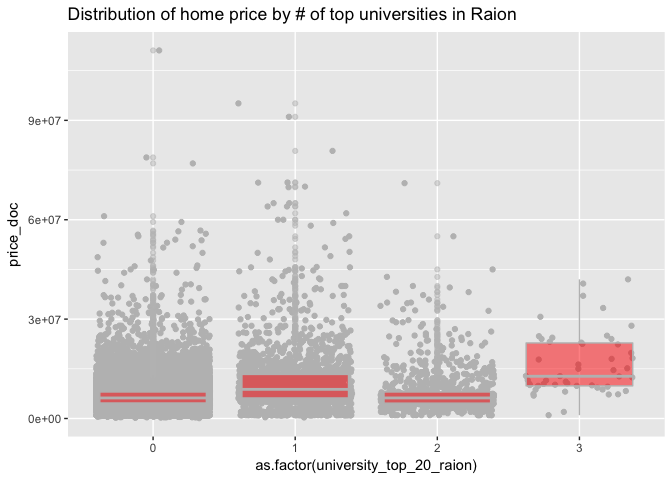 Distribution of home price by # of top universities in Raion
price_doc
9e+07
6e+07
3e+07
0e+00
0 1 2 3
as.factor(university_top_20_raion)